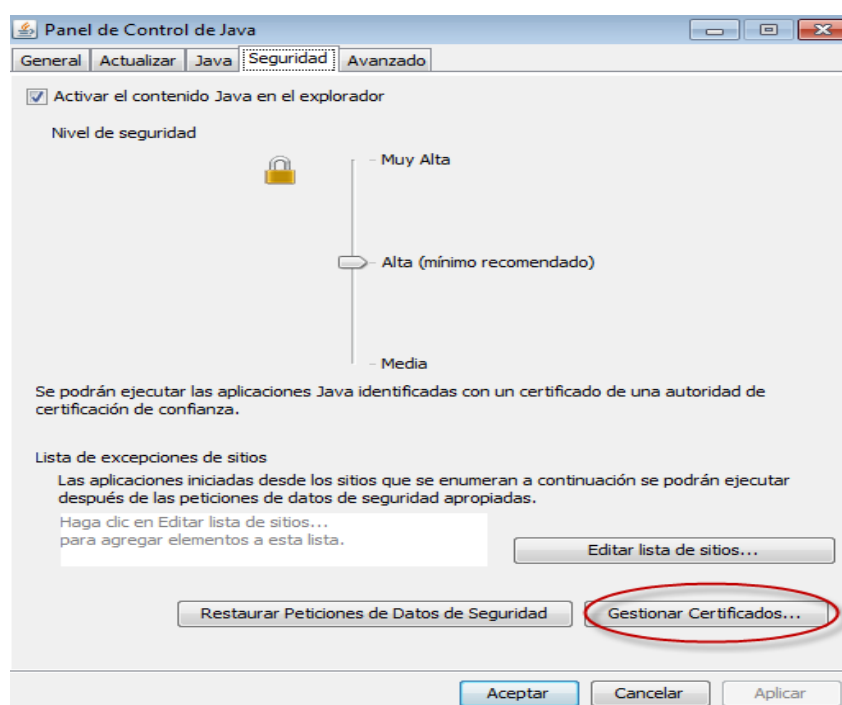 Panel de Control de Java
General Actualizar Java Seguridad Avanzado
Activar el contenido Java en el explorador
Nivel de seguridad
Muy Alta
Alta (mínimo recomendado)
Media
Se podrán ejecutar las aplicaciones Java identificadas con un certificado de una autoridad de
certificación de confianza.
Lista de excepciones de sitios
Las aplicaciones iniciadas desde los sitios que se enumeran a continuación se podrán ejecutar
después de las peticiones de datos de seguridad apropiadas.
Haga clic en Editar lista de sitios...
para agregar elementos a esta lista.
Editar lista de sitios...
Restaurar Peticiones de Datos de Seguridad Gestionar Certificados...
Aceptar Cancelar Aplicar